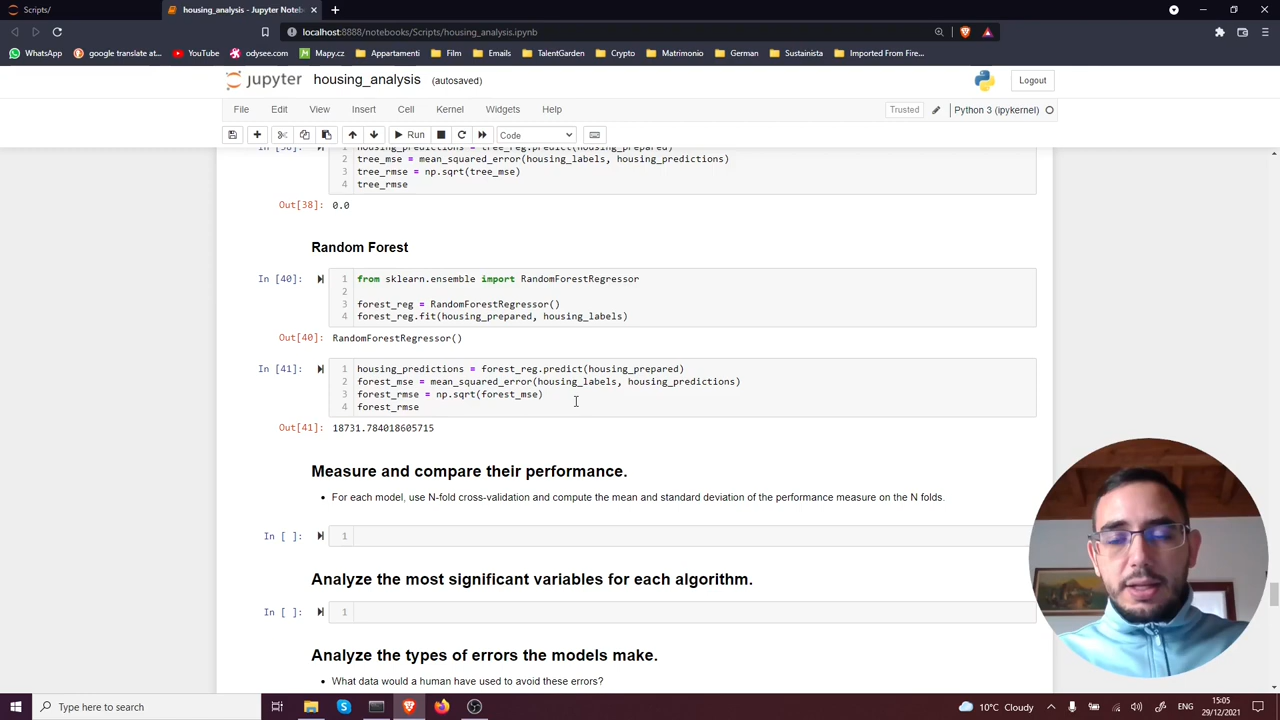 Scripts/
housing_analysis - Jupyter Noteb
localhost:8888/notebooks/Scripts/housing_analysis.ipynb
WhatsApp
google translate at...
YouTube
odysee.com
Mapy.cz
Appartamenti
Film
Emails
TalentGarden
Crypto
Matrimonio
German
Sustainista
Imported From Fire...
jupyter
housing_analysis
(autosaved)
Logout
File
Edit
View
Insert
Cell
Kernel
Widgets
Help
Trusted
Python 3 (ipykernel)
Run
Code
In [38]:
housing_predictions = tree_reg.predict(housing_prepared)
2 tree_mse = mean_squared_error(housing_labels, housing_predictions)
3 tree_rmse = np.sqrt(tree_mse)
4 tree_rmse
Out[38]: 0.0
Random Forest
In [40]:
1 from sklearn.ensemble import RandomForestRegressor
2
3 forest_reg = RandomForestRegressor()
4 forest_reg.fit(housing_prepared, housing_labels)
Out[40]: RandomForestRegressor()
In [41]:
1 housing_predictions = forest_reg.predict(housing_prepared)
2 forest_mse = mean_squared_error(housing_labels, housing_predictions)
3 forest_rmse = np.sqrt(forest_mse)
4 forest_rmse
Out[41]: 18731.784018605715
Measure and compare their performance.
• For each model, use N-fold cross-validation and compute the mean and standard deviation of the performance measure on the N folds.
In [ ]: 1
Analyze the most significant variables for each algorithm.
In [ ]: 1
Analyze the types of errors the models make.
• What data would a human have used to avoid these errors?
Type here to search
10°C Cloudy
ENG
15:05
29/12/2021